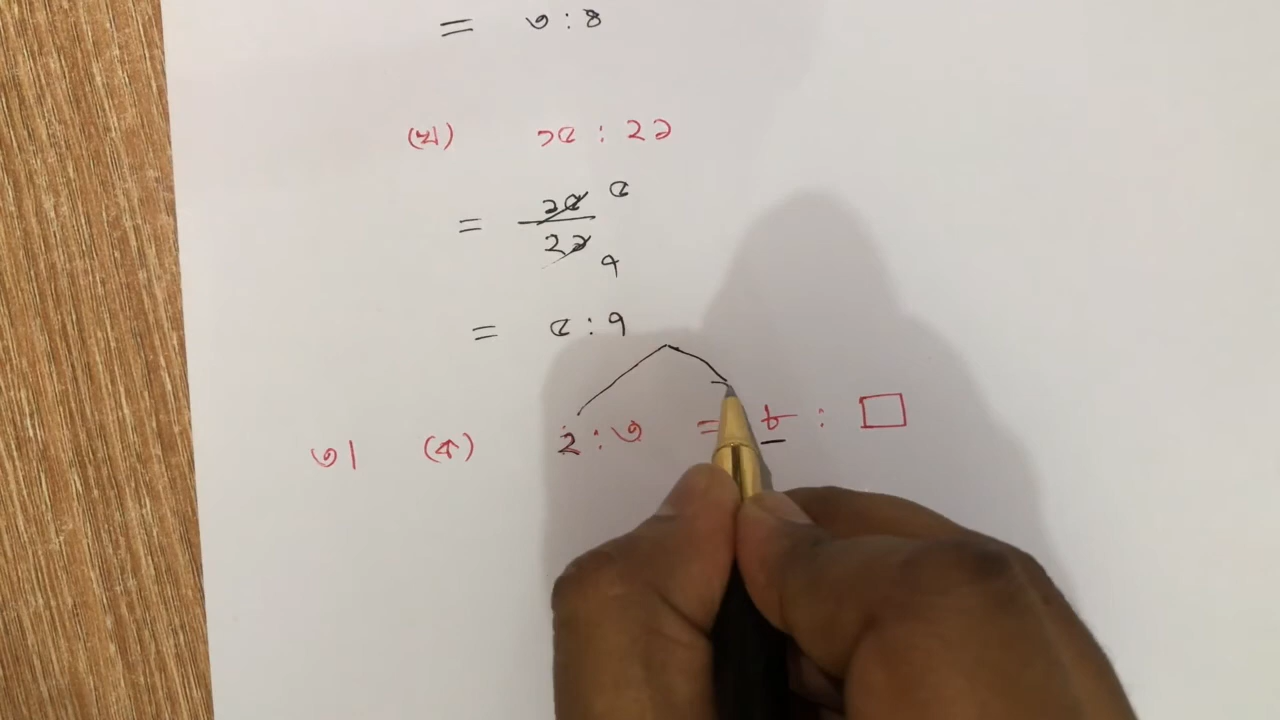 = ৩ : ৪
(খ) ১৫ : ২১
= ১৫ ৫
২১ ৭
= ৫ : ৭
৩। (ক) ২ : ৩ = ৮ : □